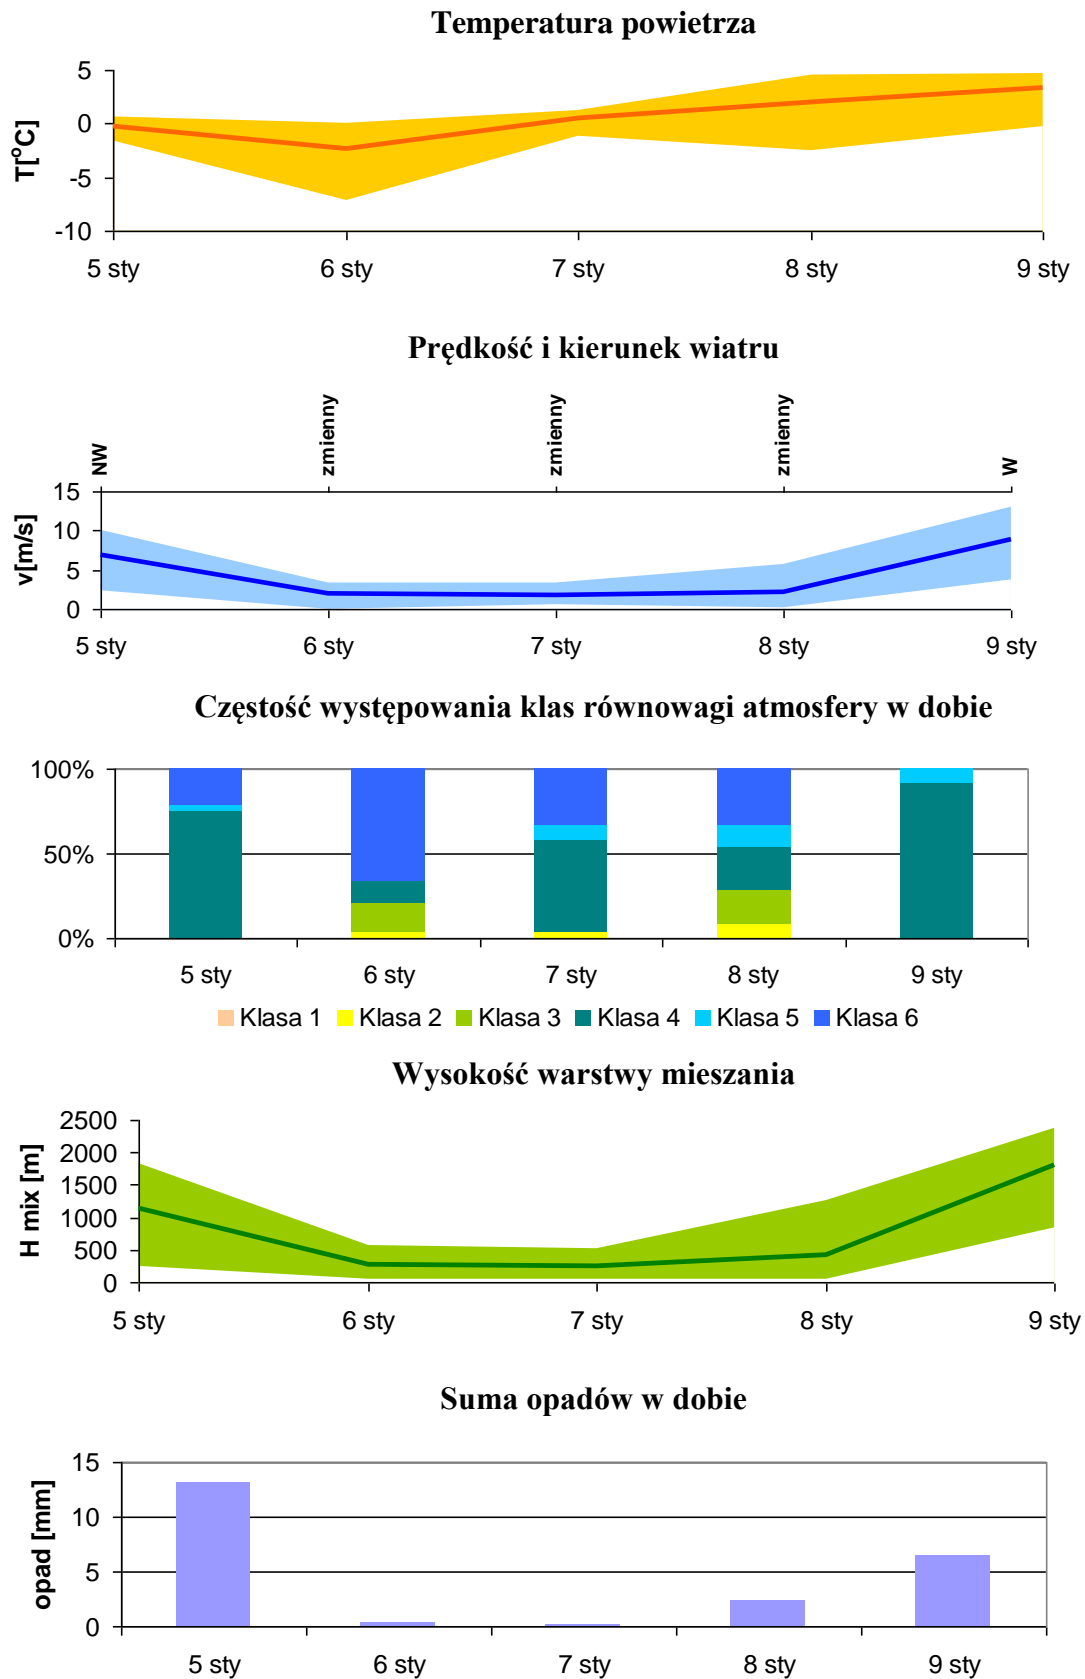 Temperatura powietrza
T[°C]
5
0
-5
-10
5 sty 6 sty 7 sty 8 sty 9 sty
Prędkość i kierunek wiatru
NW zmienny zmienny zmienny W
v[m/s]
15
10
5
0
5 sty 6 sty 7 sty 8 sty 9 sty
Częstość występowania klas równowagi atmosfery w dobie
100%
50%
0%
5 sty 6 sty 7 sty 8 sty 9 sty
Klasa 1 Klasa 2 Klasa 3 Klasa 4 Klasa 5 Klasa 6
Wysokość warstwy mieszania
H mix [m]
2500
2000
1500
1000
500
0
5 sty 6 sty 7 sty 8 sty 9 sty
Suma opadów w dobie
opad [mm]
15
10
5
0
5 sty 6 sty 7 sty 8 sty 9 sty